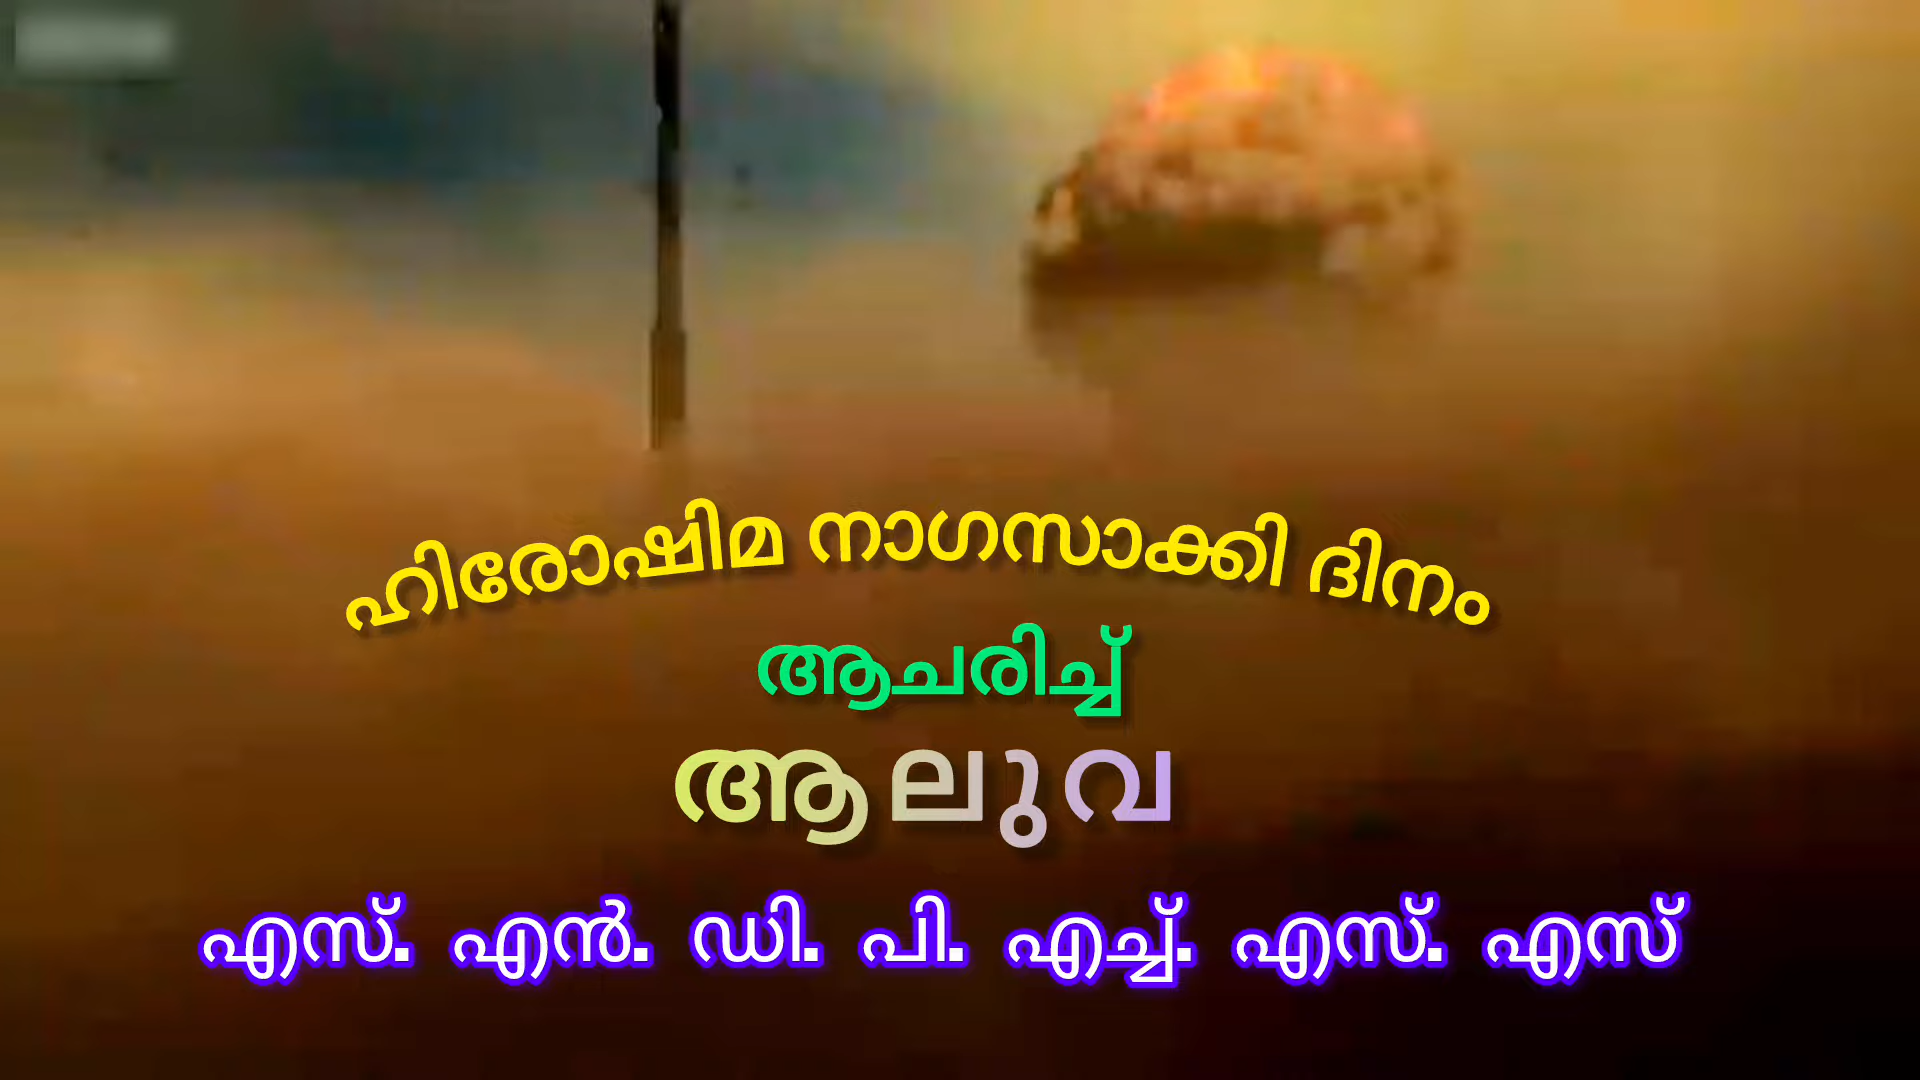 ഹിരോഷിമ നാഗസാക്കി ദിനം
ആചരിച്ച്
ആലുവ
എസ്. എൻ. ഡി. പി. എച്ച്. എസ്. എസ്